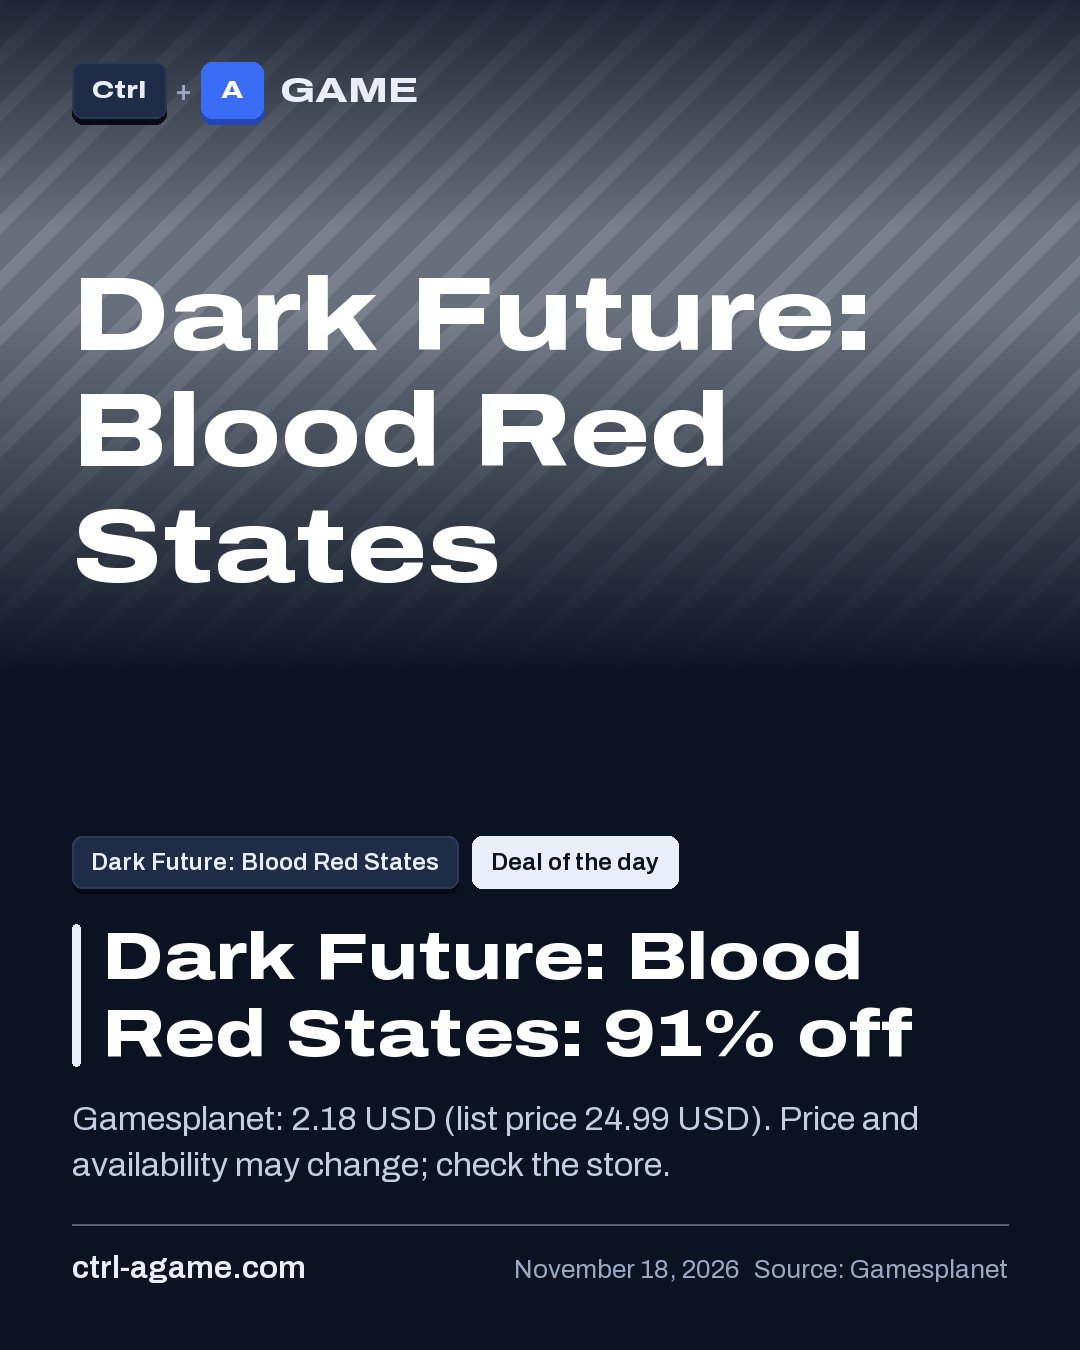 Ctrl + A GAME
Dark Future:
Blood Red
States
Dark Future: Blood Red States
Deal of the day
Dark Future: Blood
Red States: 91% off
Gamesplanet: 2.18 USD (list price 24.99 USD). Price and
availability may change; check the store.
ctrl-agame.com
November 18, 2026 Source: Gamesplanet